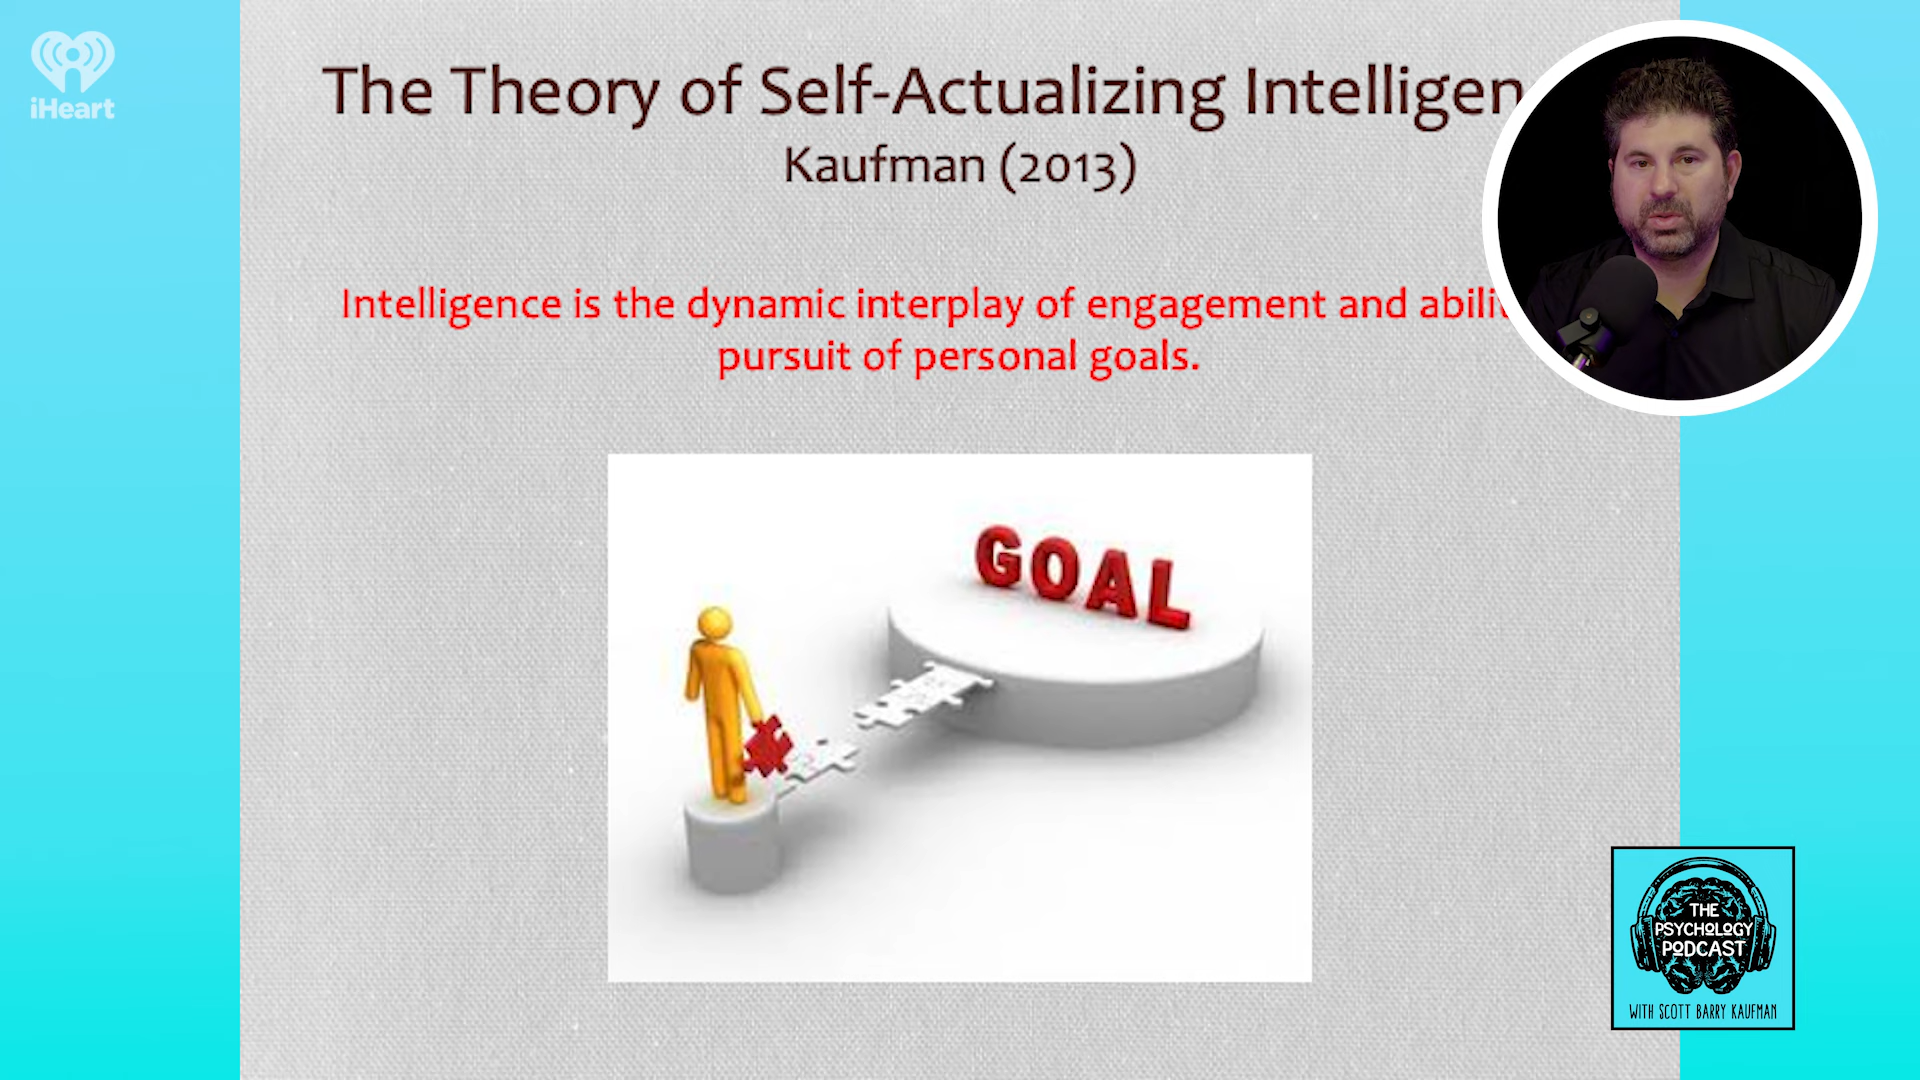 iHeart
The Theory of Self-Actualizing Intelligen
Kaufman (2013)
Intelligence is the dynamic interplay of engagement and abili
pursuit of personal goals.
GOAL
THE
PSYCHOLOGY
PODCAST
WITH SCOTT BARRY KAUFMAN